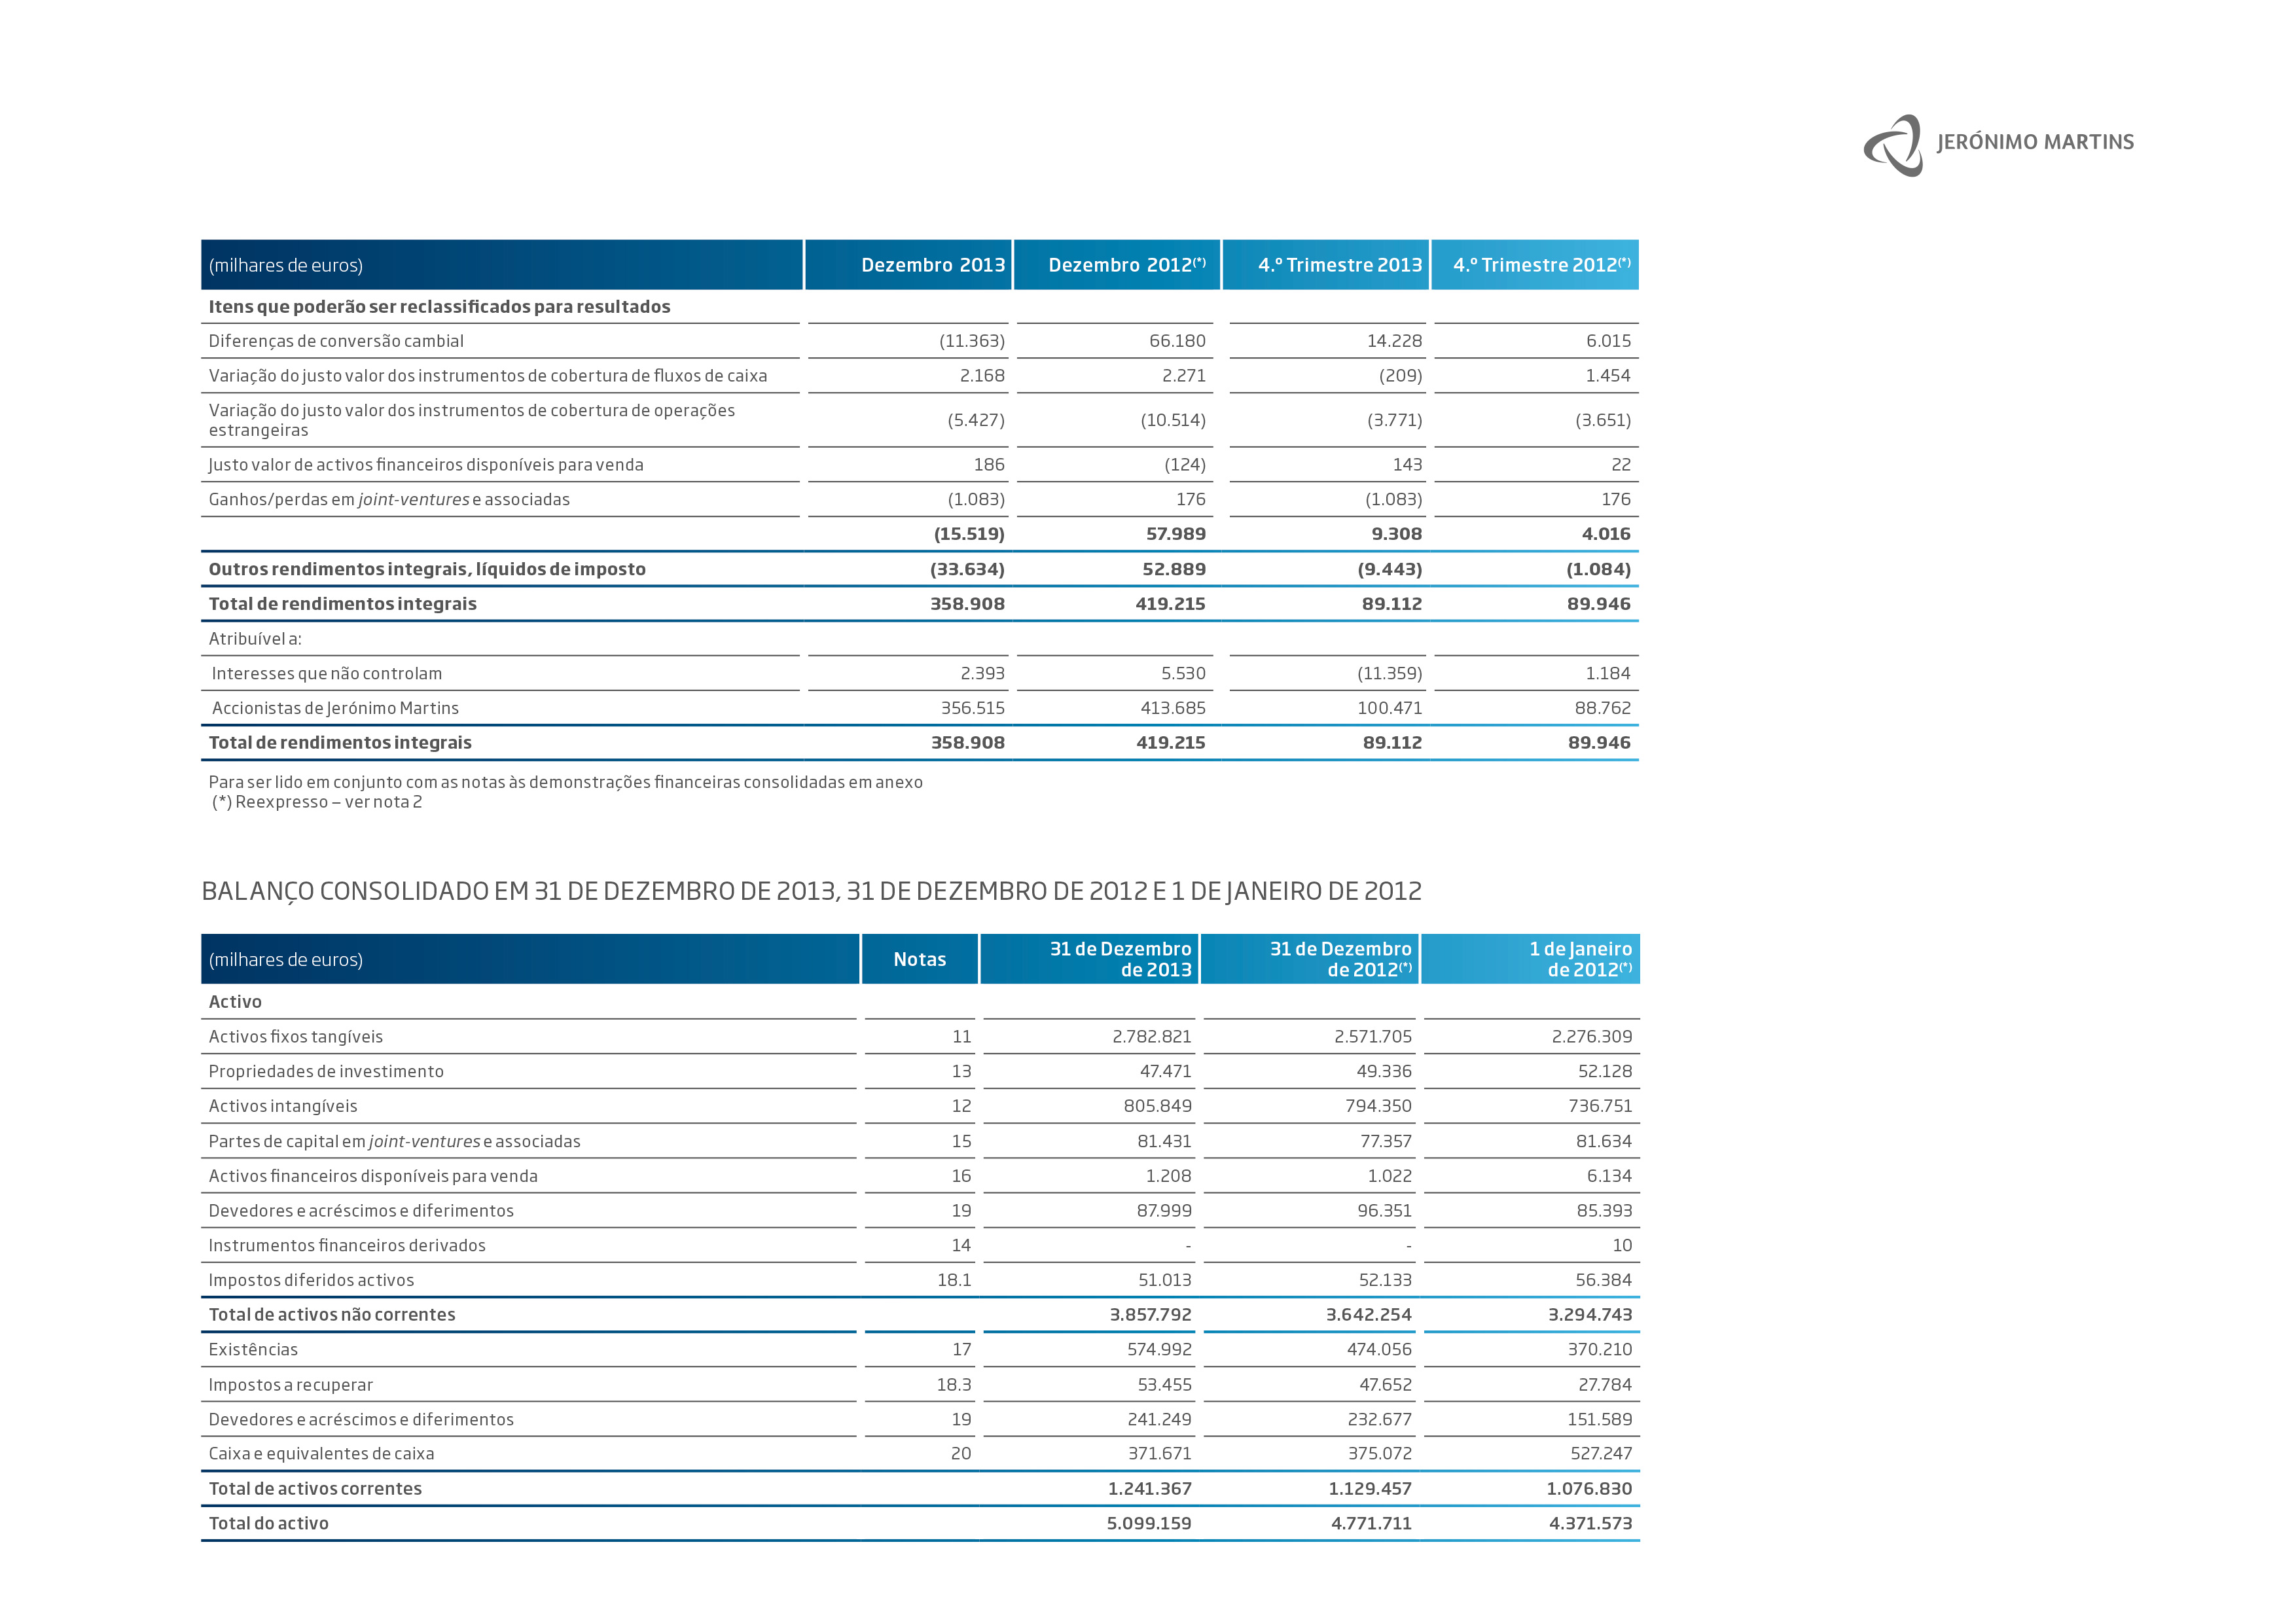 JERÓNIMO MARTINS
(milhares de euros) Dezembro 2013 Dezembro 2012(*) 4.º Trimestre 2013 4.º Trimestre 2012(*)
Itens que poderão ser reclassificados para resultados
Diferenças de conversão cambial (11.363) 66.180 14.228 6.015
Variação do justo valor dos instrumentos de cobertura de fluxos de caixa 2.168 2.271 (209) 1.454
Variação do justo valor dos instrumentos de cobertura de operações
estrangeiras (5.427) (10.514) (3.771) (3.651)
Justo valor de activos financeiros disponíveis para venda 186 (124) 143 22
Ganhos/perdas em joint-ventures e associadas (1.083) 176 (1.083) 176
(15.519) 57.989 9.308 4.016
Outros rendimentos integrais, líquidos de imposto (33.634) 52.889 (9.443) (1.084)
Total de rendimentos integrais 358.908 419.215 89.112 89.946
Atribuível a:
Interesses que não controlam 2.393 5.530 (11.359) 1.184
Accionistas de Jerónimo Martins 356.515 413.685 100.471 88.762
Total de rendimentos integrais 358.908 419.215 89.112 89.946
Para ser lido em conjunto com as notas às demonstrações financeiras consolidadas em anexo
(*) Reexpresso – ver nota 2
BALANÇO CONSOLIDADO EM 31 DE DEZEMBRO DE 2013, 31 DE DEZEMBRO DE 2012 E 1 DE JANEIRO DE 2012
(milhares de euros) Notas 31 de Dezembro de 2013 31 de Dezembro de 2012(*) 1 de Janeiro de 2012(*)
Activo
Activos fixos tangíveis 11 2.782.821 2.571.705 2.276.309
Propriedades de investimento 13 47.471 49.336 52.128
Activos intangíveis 12 805.849 794.350 736.751
Partes de capital em joint-ventures e associadas 15 81.431 77.357 81.634
Activos financeiros disponíveis para venda 16 1.208 1.022 6.134
Devedores e acréscimos e diferimentos 19 87.999 96.351 85.393
Instrumentos financeiros derivados 14 - - 10
Impostos diferidos activos 18.1 51.013 52.133 56.384
Total de activos não correntes 3.857.792 3.642.254 3.294.743
Existências 17 574.992 474.056 370.210
Impostos a recuperar 18.3 53.455 47.652 27.784
Devedores e acréscimos e diferimentos 19 241.249 232.677 151.589
Caixa e equivalentes de caixa 20 371.671 375.072 527.247
Total de activos correntes 1.241.367 1.129.457 1.076.830
Total do activo 5.099.159 4.771.711 4.371.573